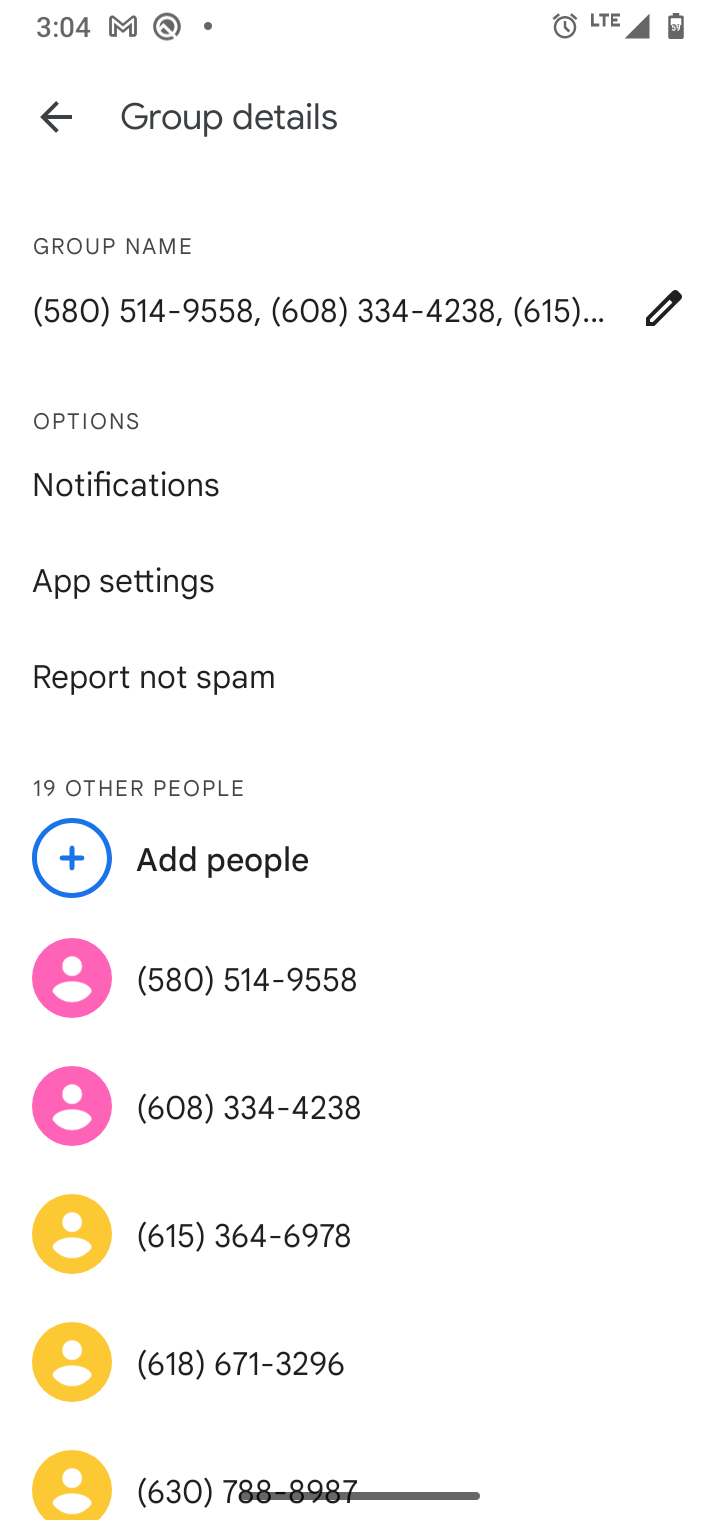 3:04 LTE
Group details
GROUP NAME
(580) 514-9558, (608) 334-4238, (615)...
OPTIONS
Notifications
App settings
Report not spam
19 OTHER PEOPLE
Add people
(580) 514-9558
(608) 334-4238
(615) 364-6978
(618) 671-3296
(630) 788-8987